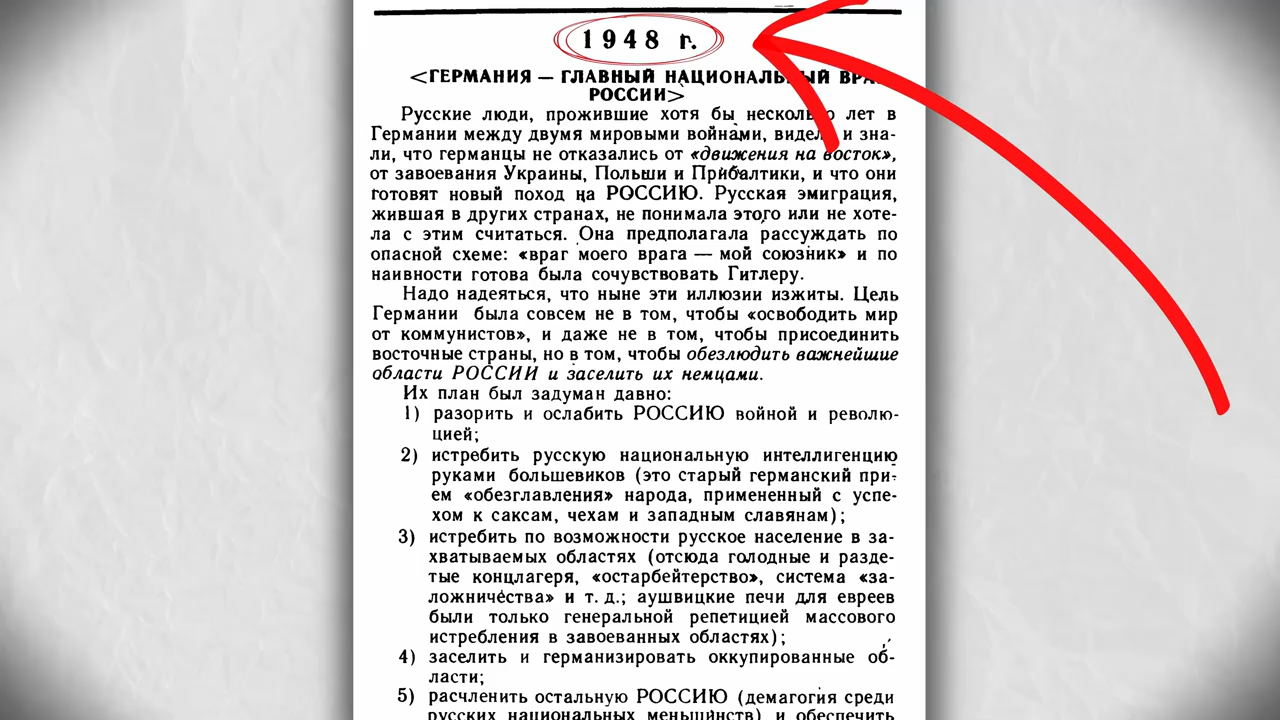 1948 г.
<ГЕРМАНИЯ — ГЛАВНЫЙ НАЦИОНАЛЬНЫЙ ВРА
РОССИИ>
Русские люди, прожившие хотя бы несколько лет в
Германии между двумя мировыми войнами, видели и зна-
ли, что германцы не отказались от «движения на восток»,
от завоевания Украины, Польши и Прибалтики, и что они
готовят новый поход на РОССИЮ. Русская эмиграция,
жившая в других странах, не понимала этого или не хоте-
ла с этим считаться. Она предполагала рассуждать по
опасной схеме: «враг моего врага — мой союзник» и по
наивности готова была сочувствовать Гитлеру.
Надо надеяться, что ныне эти иллюзии изжиты. Цель
Германии была совсем не в том, чтобы «освободить мир
от коммунистов», и даже не в том, чтобы присоединить
восточные страны, но в том, чтобы обезлюдить важнейшие
области РОССИИ и заселить их немцами.
Их план был задуман давно:
1) разорить и ослабить РОССИЮ войной и револю-
цией;
2) истребить русскую национальную интеллигенцию
руками большевиков (это старый германский при-
ем «обезглавления» народа, примененный с успе-
хом к саксам, чехам и западным славянам);
3) истребить по возможности русское население в за-
хватываемых областях (отсюда голодные и разде-
тые концлагеря, «остарбейтерство», система «за-
ложничества» и т. д.; аушвицкие печи для евреев
были только генеральной репетицией массового
истребления в завоеванных областях);
4) заселить и германизировать оккупированные об-
ласти;
5) расчленить остальную РОССИЮ (демагогия среди
русских национальных меньшинств) и обеспечить